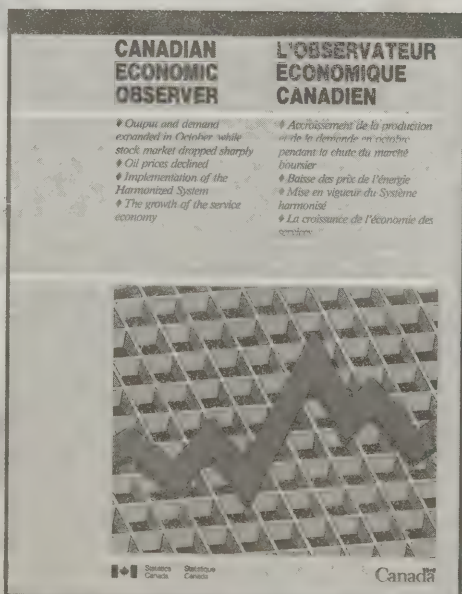 CANADIAN
ECONOMIC
OBSERVER
♦ Output and demand
expanded in October, while
stock market dropped sharply
♦ Oil prices declined
♦ Implementation of the
Harmonized System
♦ The growth of the service
economy
L'OBSERVATEUR
ÉCONOMIQUE
CANADIEN
♦ Accroissement de la production
et de la demande en octobre
pendant la chute du marché
boursier
♦ Baisse des prix de l'énergie
♦ Mise en vigueur du Système
harmonisé
♦ La croissance de l'économie des
services
Statistics Canada
Statistique Canada
Canada